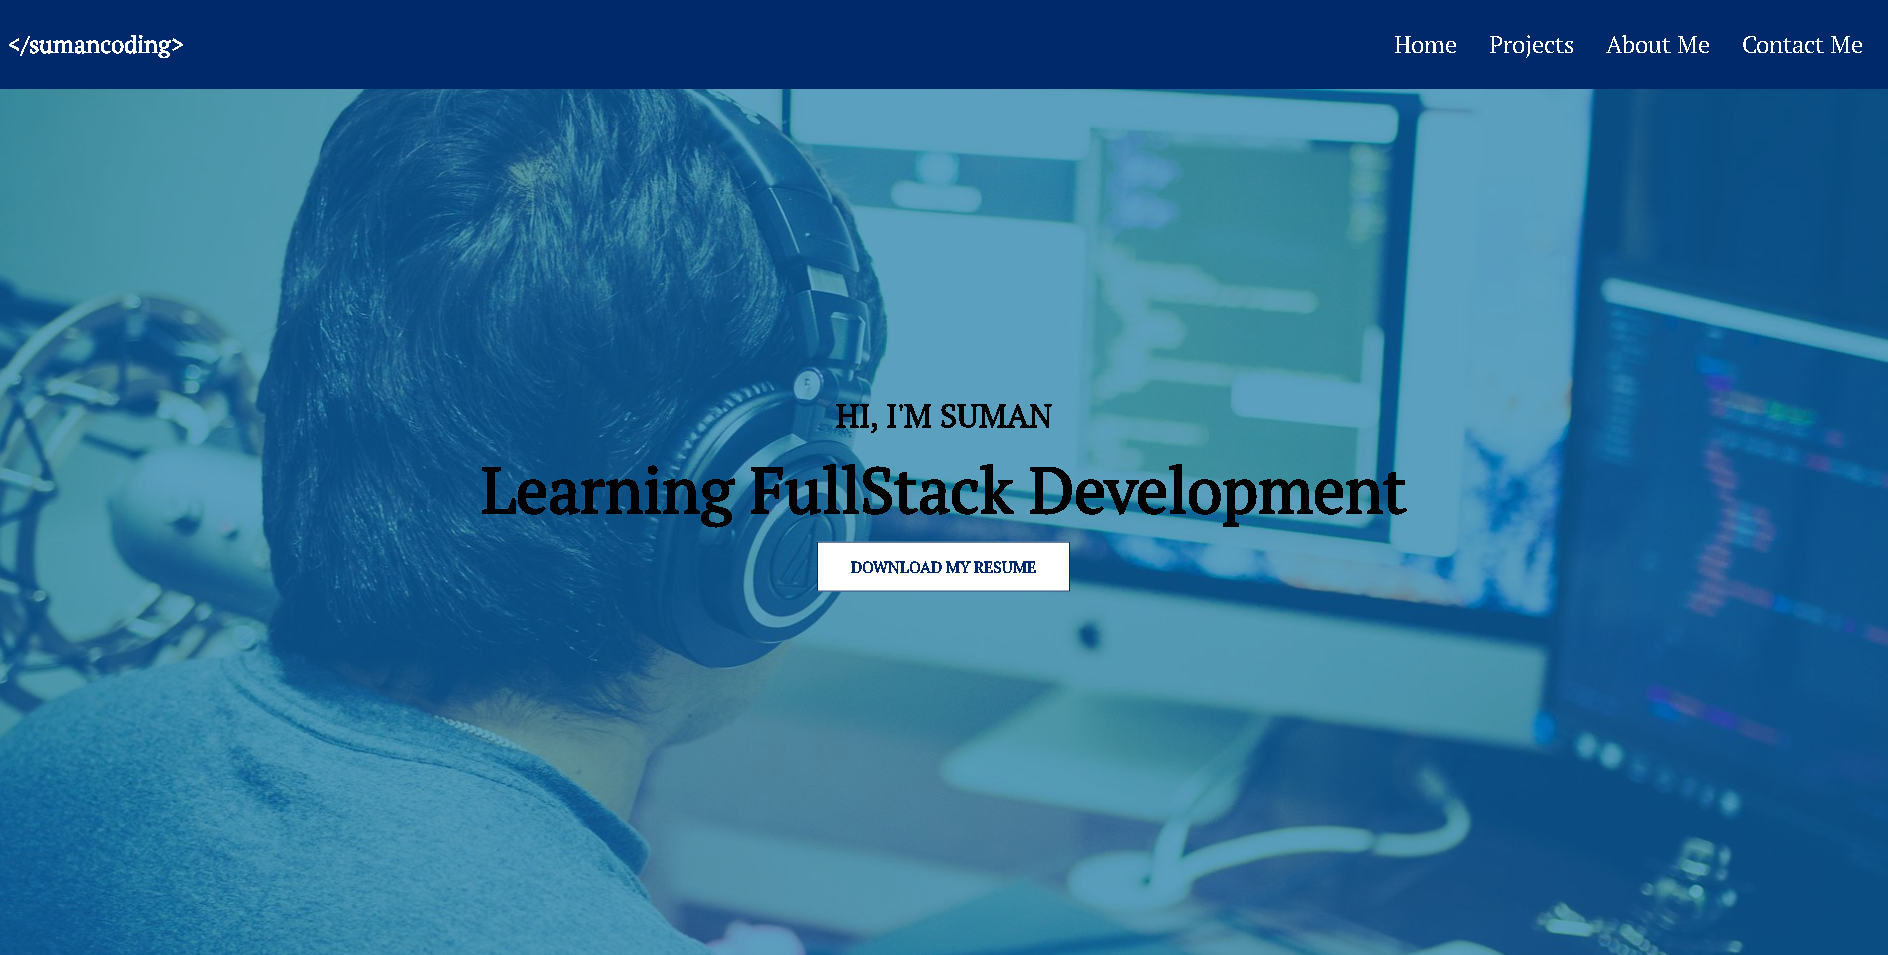 </sumancoding>
Home Projects About Me Contact Me
HI, I'M SUMAN
Learning FullStack Development
DOWNLOAD MY RESUME